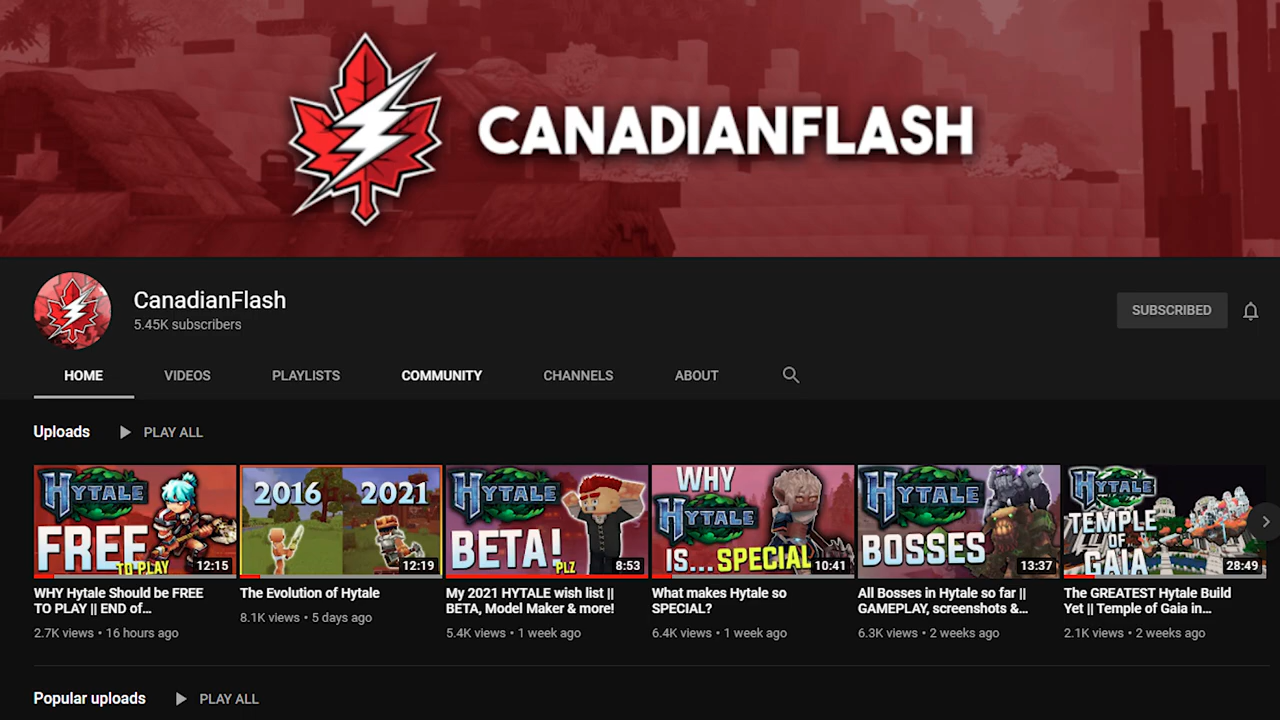 CANADIANFLASH
CanadianFlash
5.45K subscribers
SUBSCRIBED
HOME VIDEOS PLAYLISTS COMMUNITY CHANNELS ABOUT
Uploads PLAY ALL
HYTALE
FREE
TO PLAY
12:15
2016 2021
12:19
HYTALE
BETA!
PLZ
8:53
WHY
HYTALE
IS...SPECIAL
10:41
HYTALE
BOSSES
13:37
HYTALE
TEMPLE
OF
GAIA
28:49
WHY Hytale Should be FREE
TO PLAY || END of...
2.7K views • 16 hours ago
The Evolution of Hytale
8.1K views • 5 days ago
My 2021 HYTALE wish list ||
BETA, Model Maker & more!
5.4K views • 1 week ago
What makes Hytale so
SPECIAL?
6.4K views • 1 week ago
All Bosses in Hytale so far ||
GAMEPLAY, screenshots &...
6.3K views • 2 weeks ago
The GREATEST Hytale Build
Yet || Temple of Gaia in...
2.1K views • 2 weeks ago
Popular uploads PLAY ALL